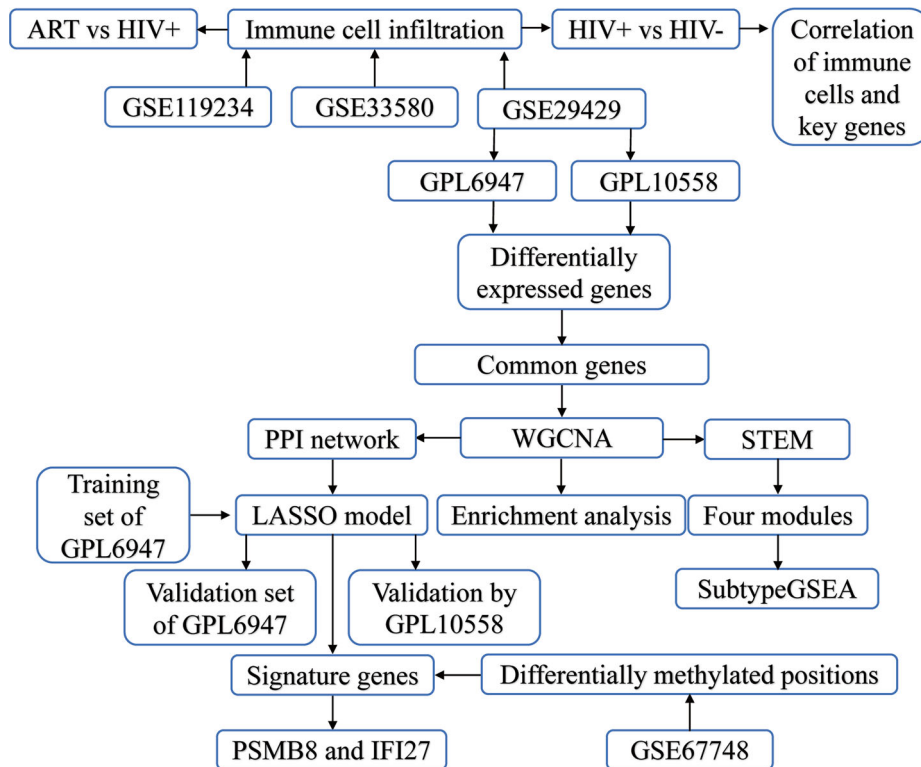 ART vs HIV+
Immune cell infiltration
HIV+ vs HIV-
Correlation
of immune
cells and
key genes
GSE119234
GSE33580
GSE29429
GPL6947
GPL10558
Differentially
expressed genes
Common genes
PPI network
WGCNA
STEM
Training
set of
GPL6947
LASSO model
Enrichment analysis
Four modules
Validation set
of GPL6947
Validation by
GPL10558
SubtypeGSEA
Signature genes
Differentially methylated positions
PSMB8 and IFI27
GSE67748